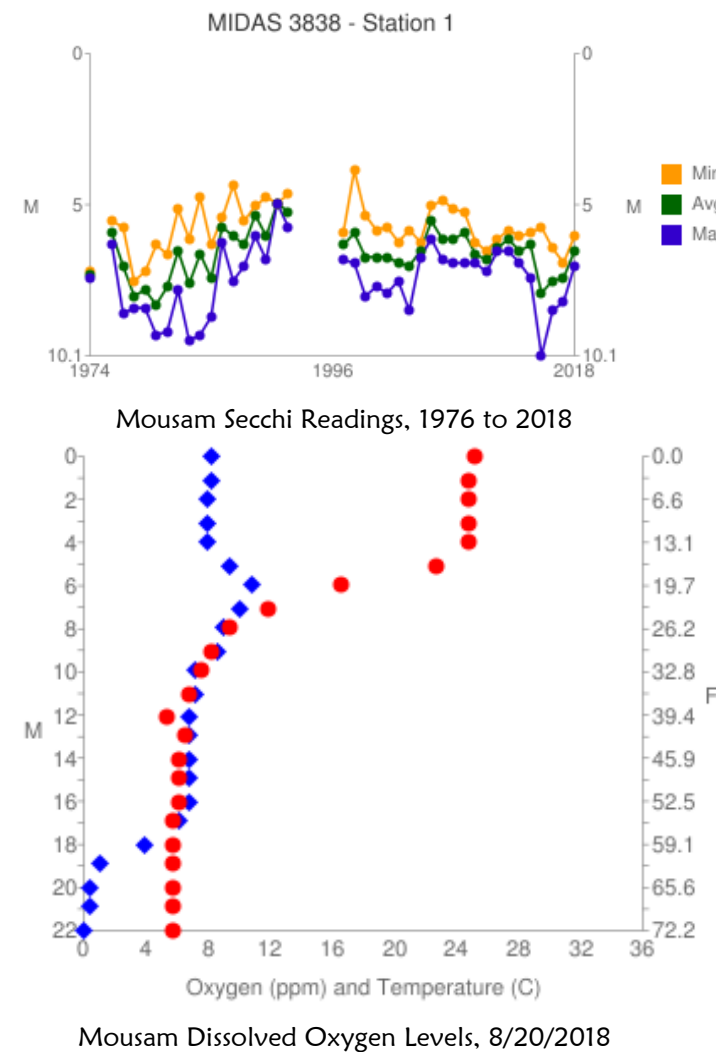 MIDAS 3838 - Station 1
0 0
M 5 5 M
Min
Avg
Ma
10.1 10.1
1974 1996 2018
Mousam Secchi Readings, 1976 to 2018
0 0.0
2 6.6
4 13.1
6 19.7
8 26.2
10 32.8
F
12 39.4
M
14 45.9
16 52.5
18 59.1
20 65.6
22 72.2
0 4 8 12 16 20 24 28 32 36
Oxygen (ppm) and Temperature (C)
Mousam Dissolved Oxygen Levels, 8/20/2018